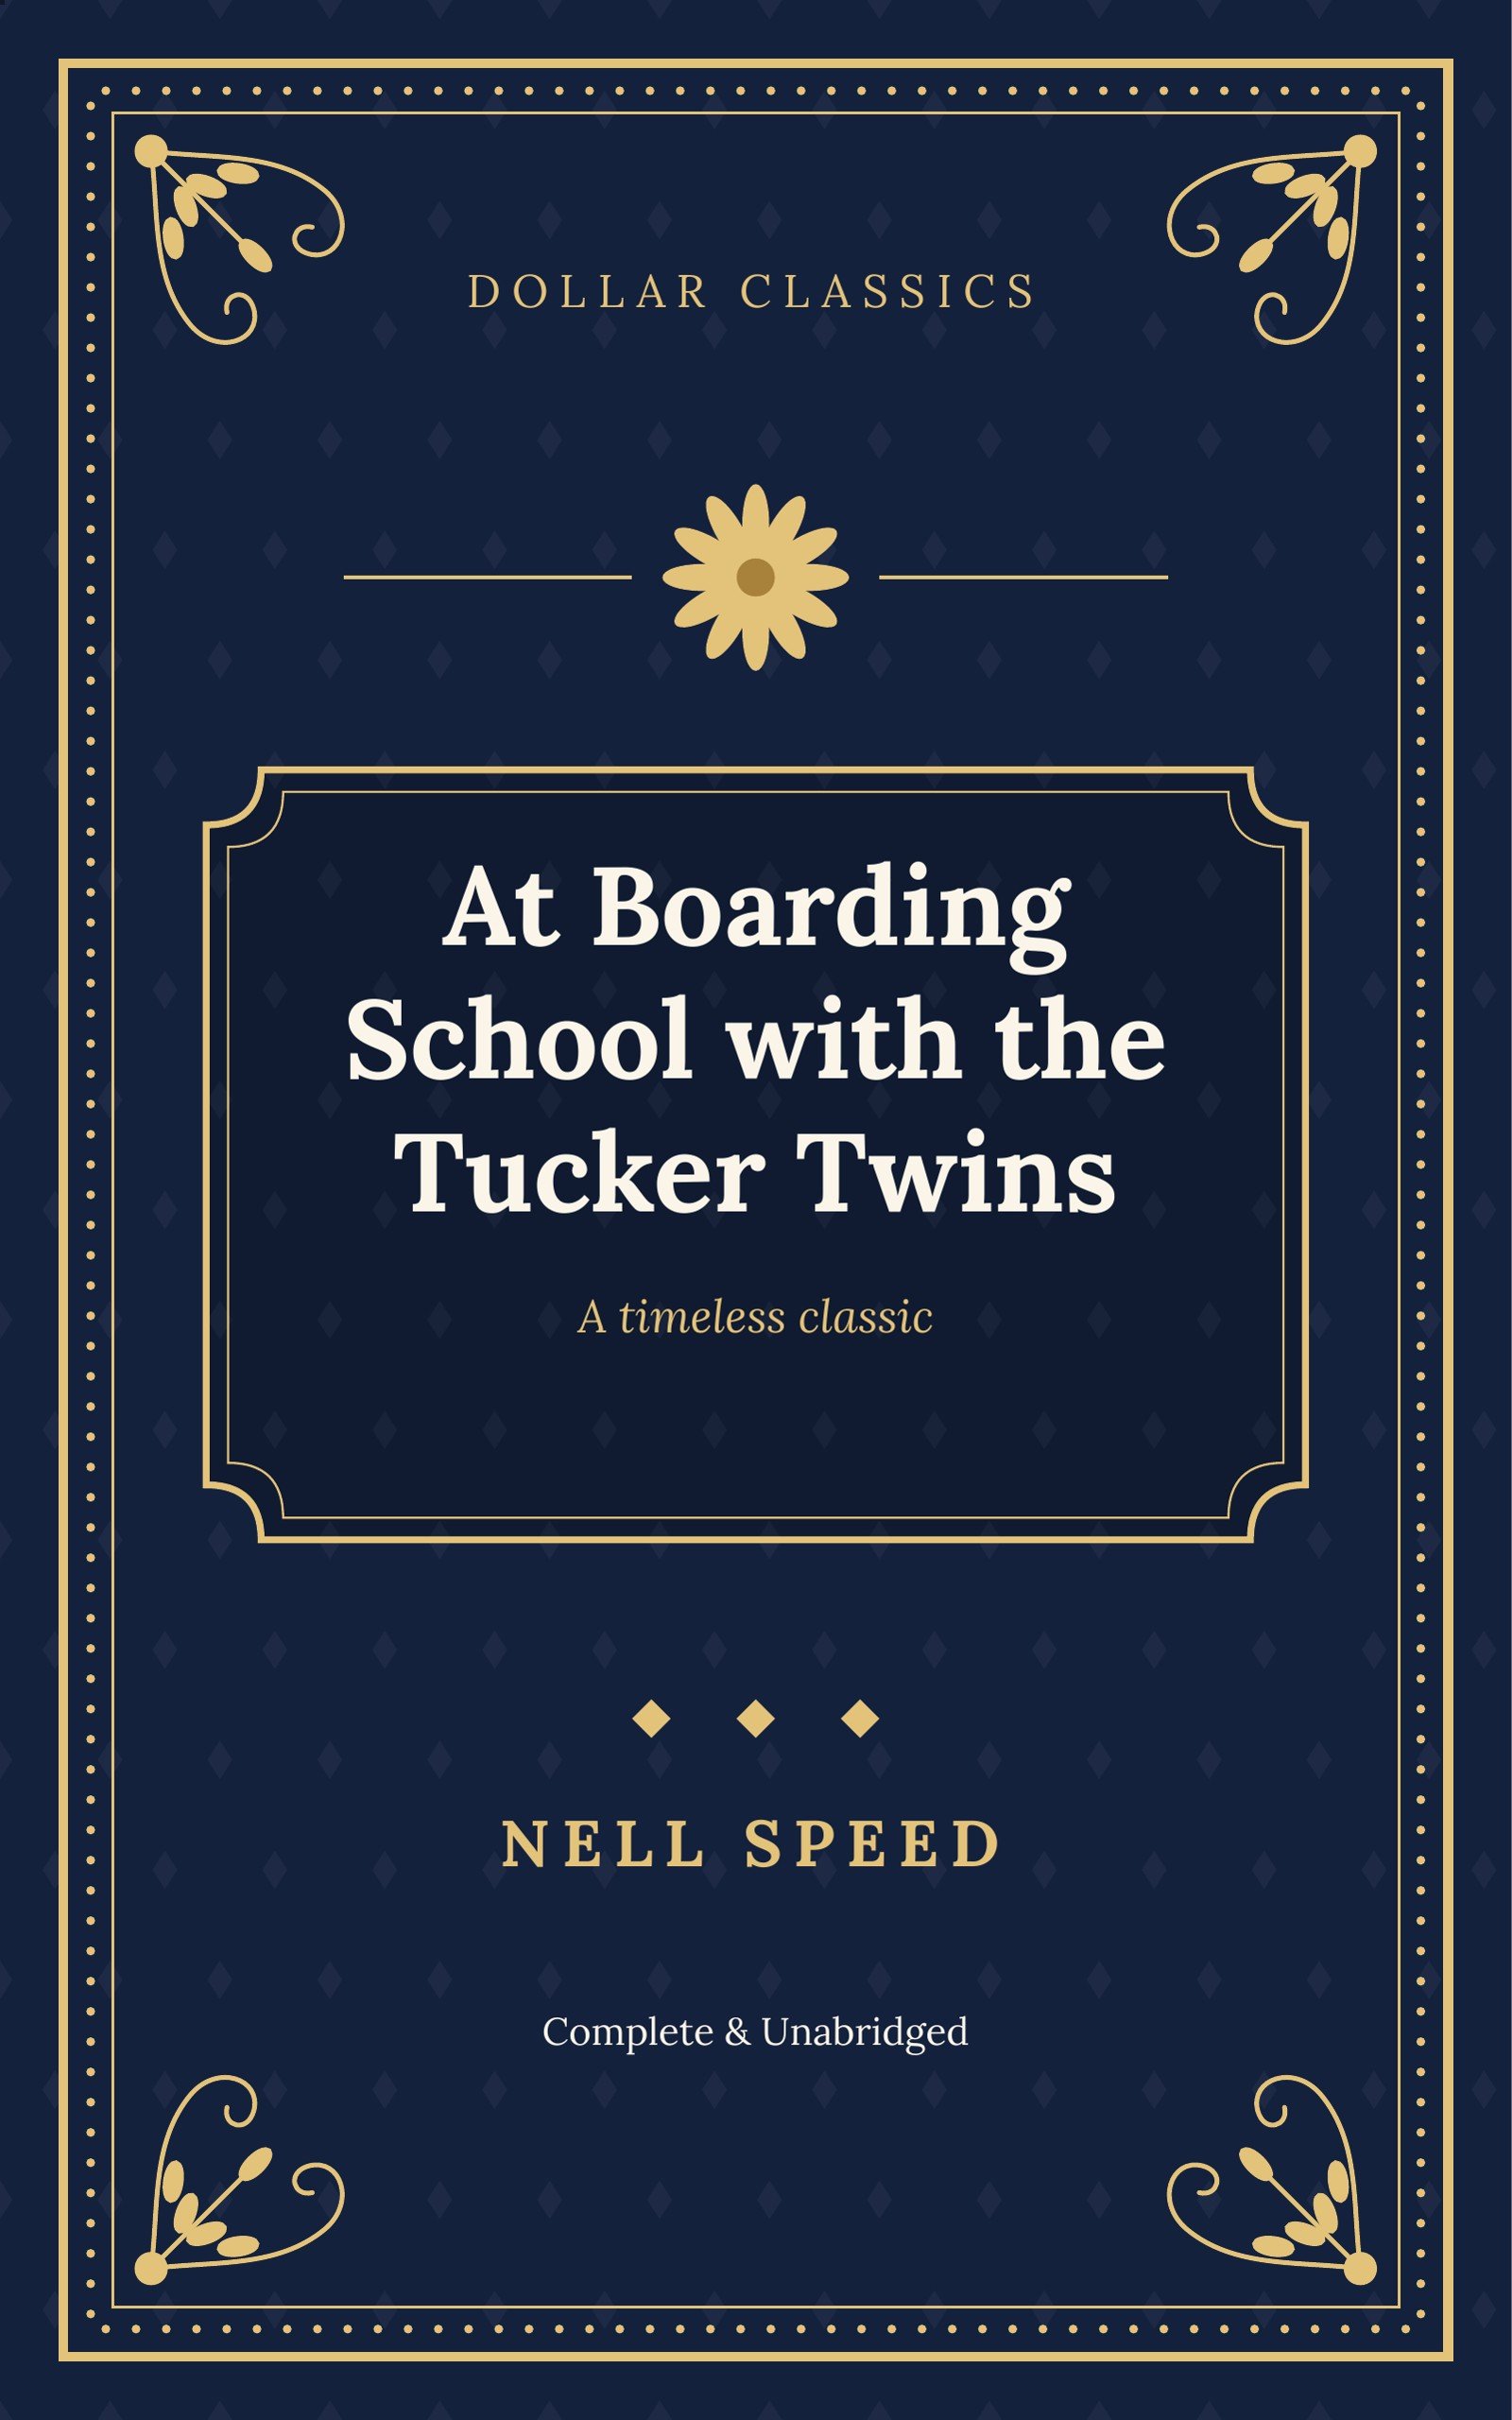 DOLLAR CLASSICS
At Boarding
School with the
Tucker Twins
A timeless classic
NELL SPEED
Complete & Unabridged